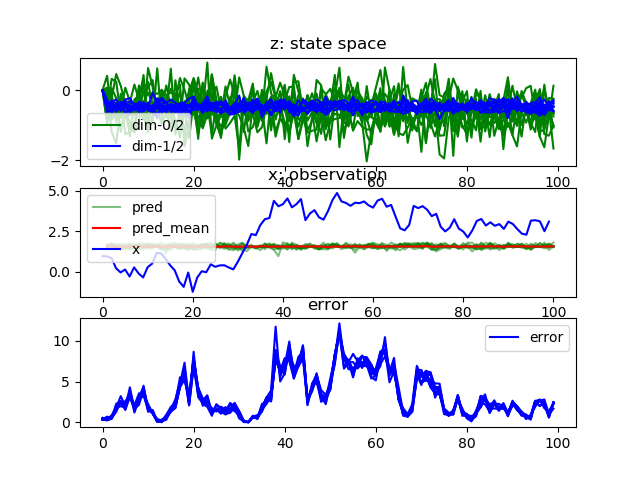 z: state space
0
−2
dim-0/2
dim-1/2
0 20 40 60 80 100
x: observation
5.0
2.5
0.0
pred
pred_mean
x
0 20 40 60 80 100
error
10
5
0
error
0 20 40 60 80 100